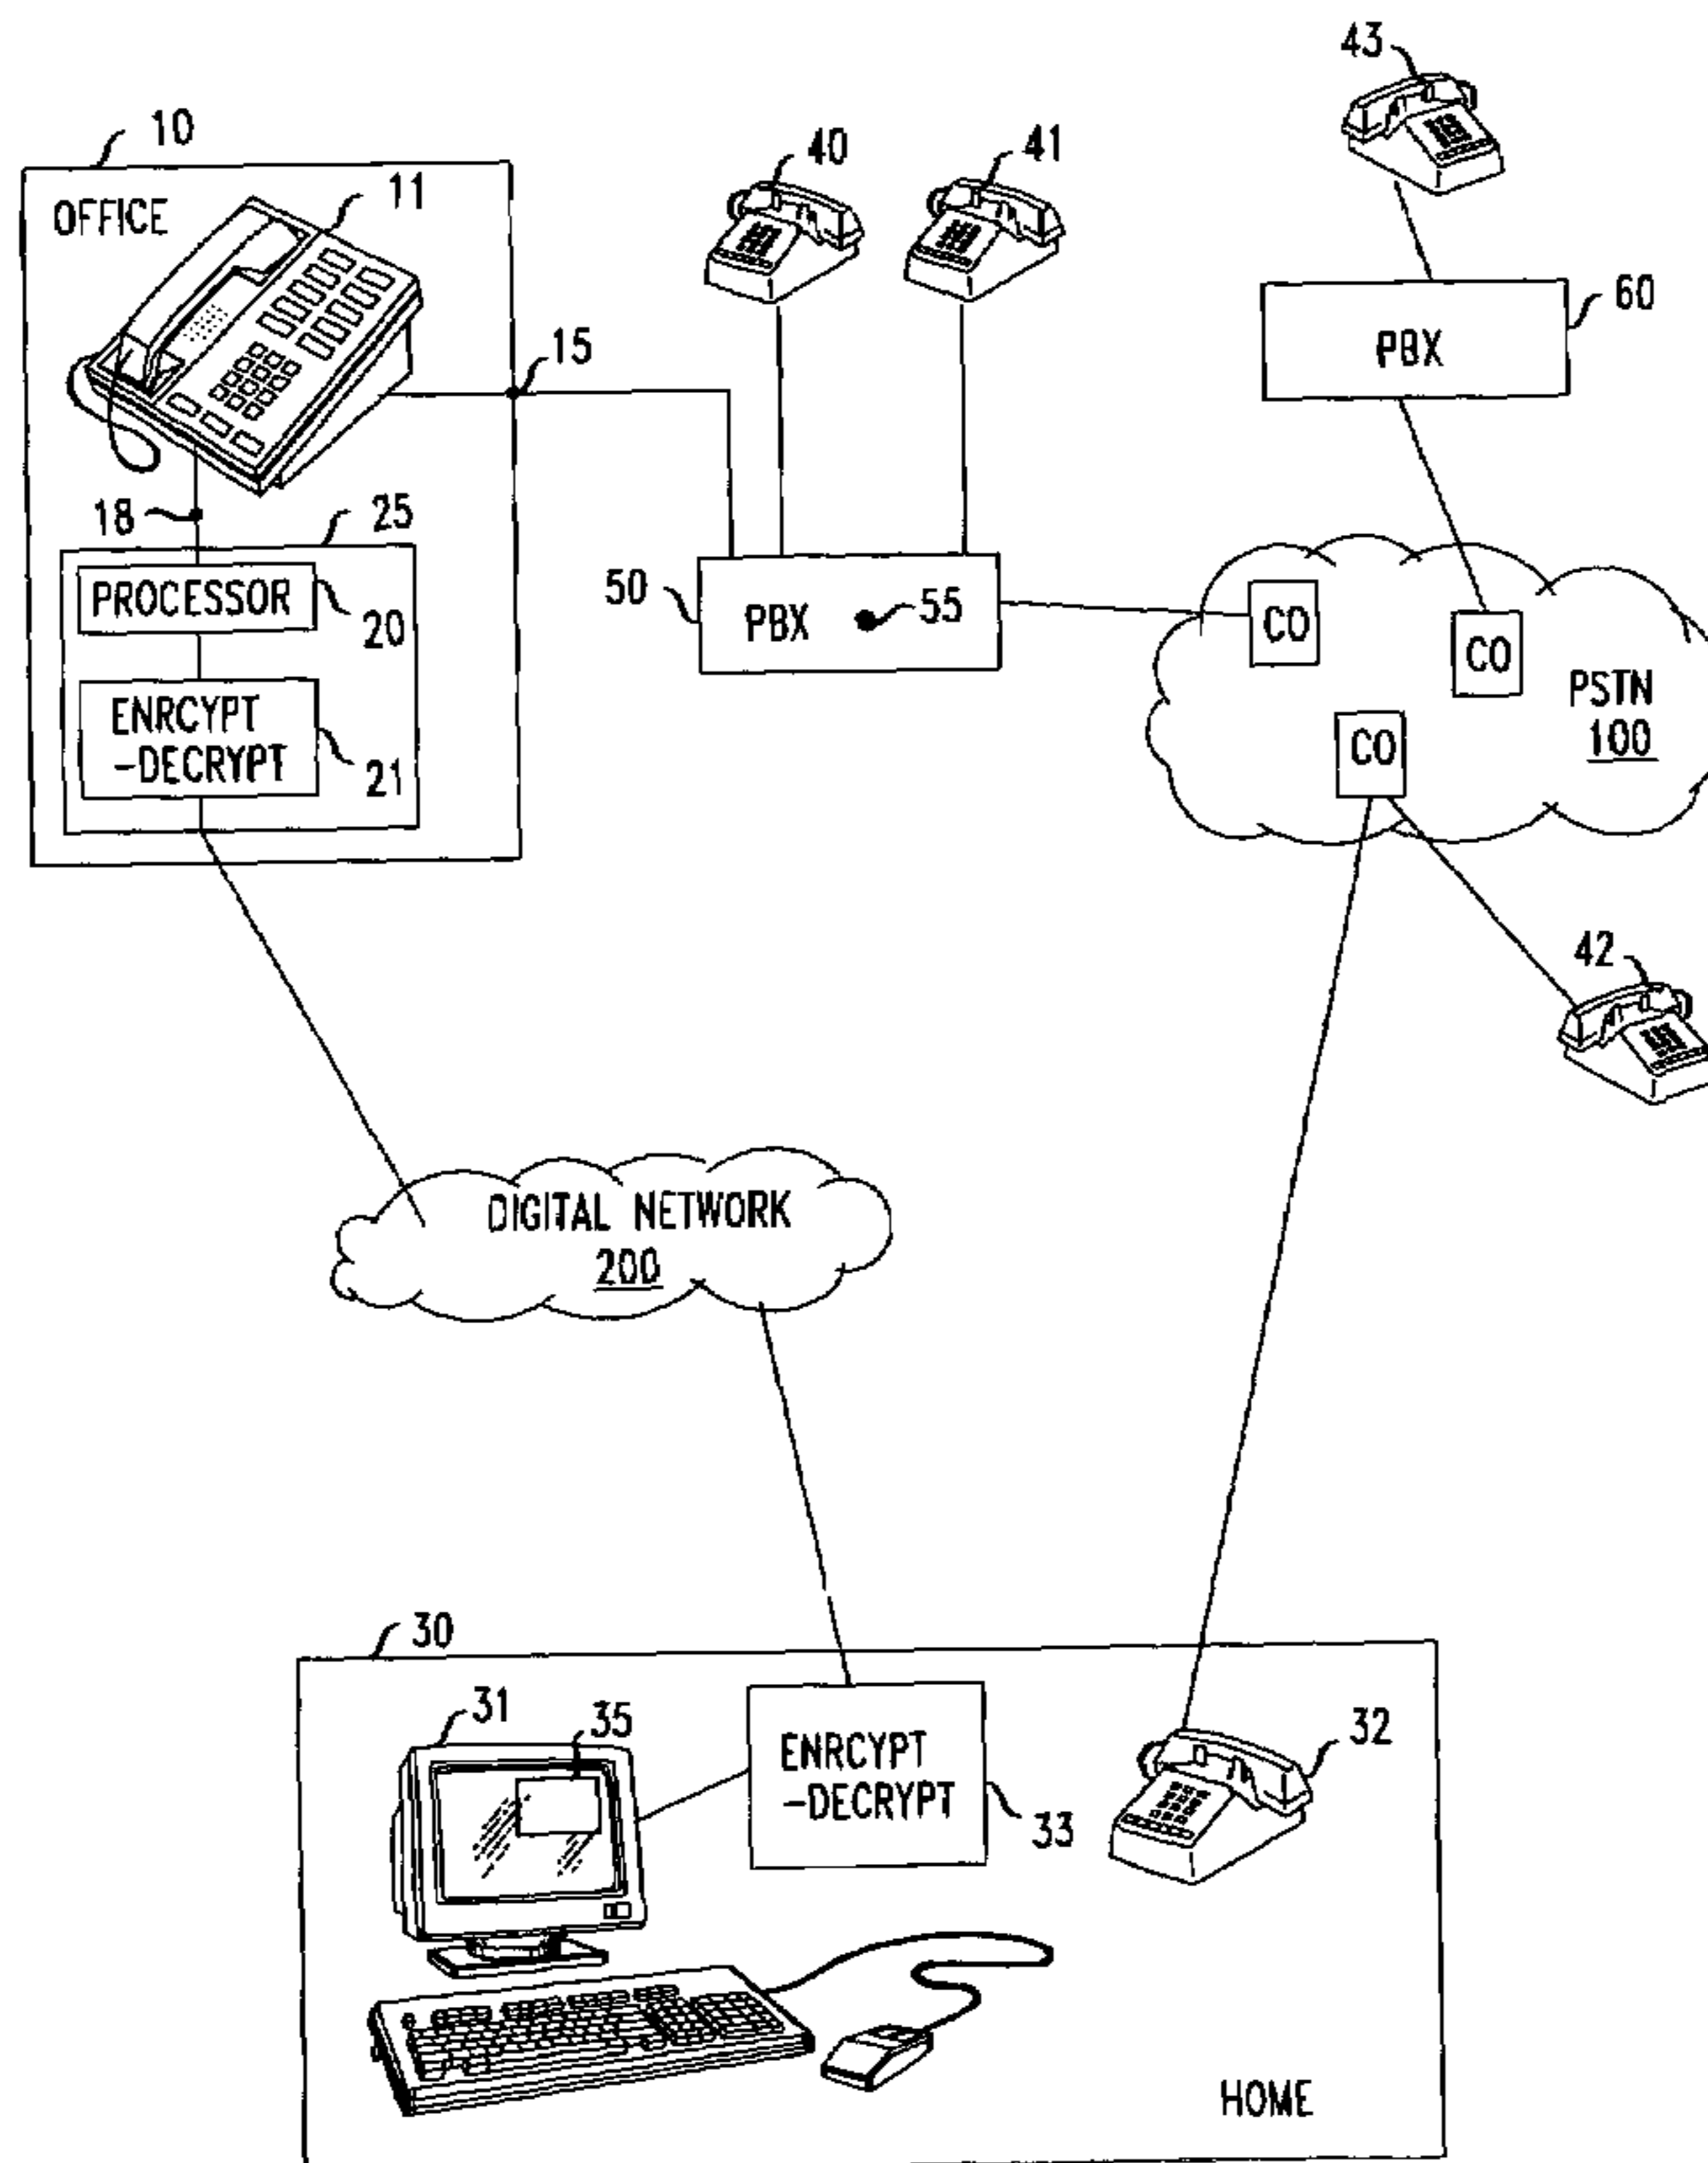 43
10
40
41
OFFICE
11
60
PBX
15
18
25
PROCESSOR
20
50
PBX
55
CO
CO
PSTN
100
ENRCYPT
-DECRYPT
21
CO
42
DIGITAL NETWORK
200
30
31
35
ENRCYPT
-DECRYPT
33
32
HOME